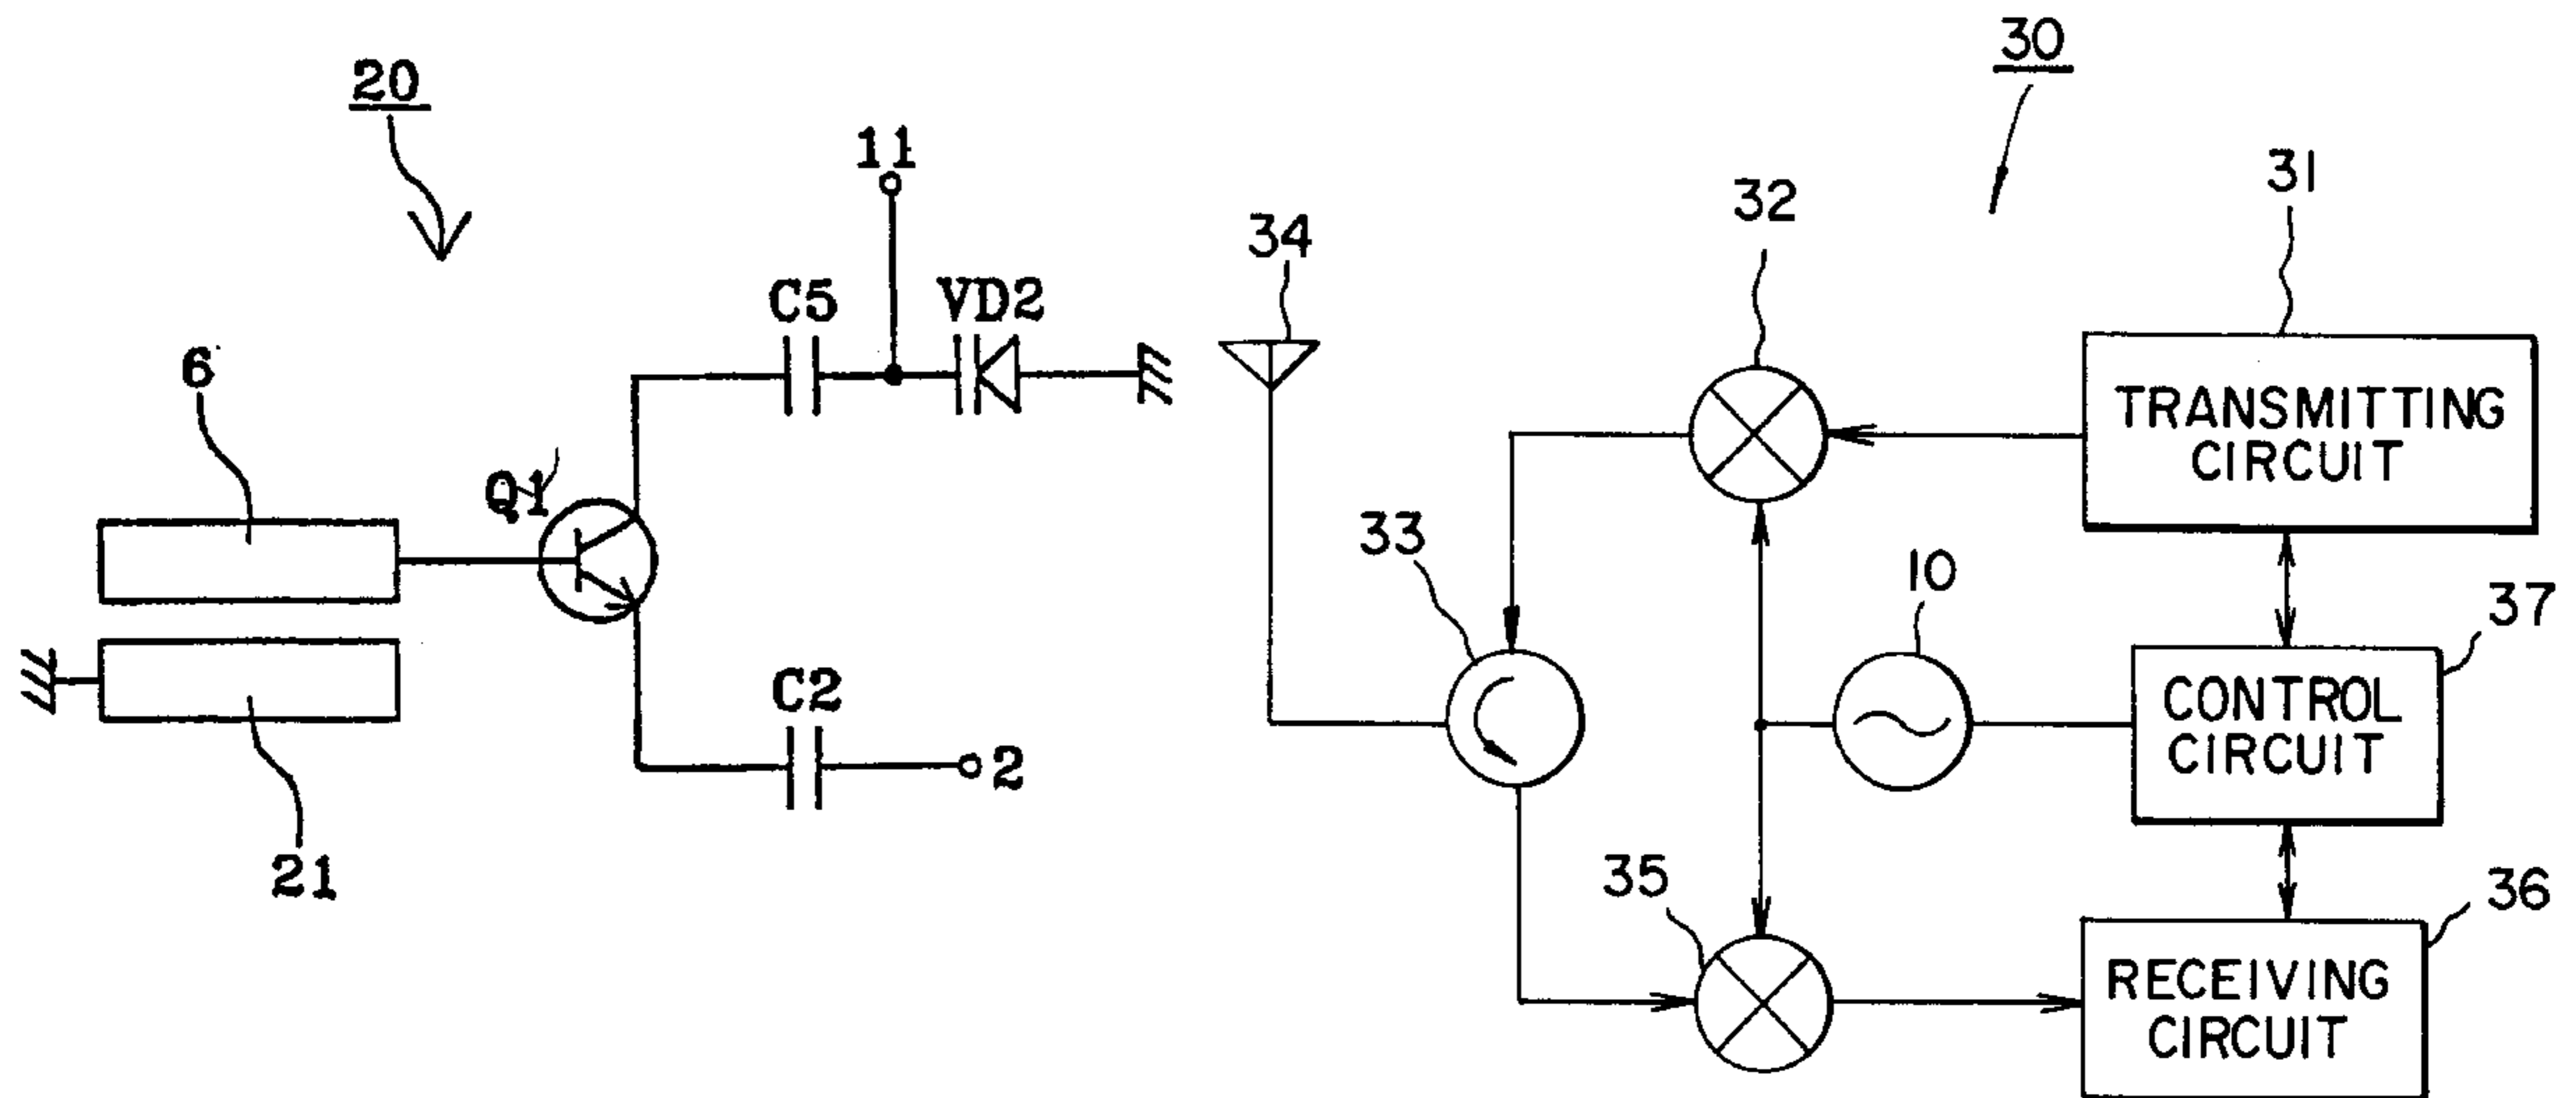 20
11
C5
VD2
6
Q1
C2
2
21
30
31
32
34
TRANSMITTING
CIRCUIT
33
10
37
CONTROL
CIRCUIT
35
36
RECEIVING
CIRCUIT